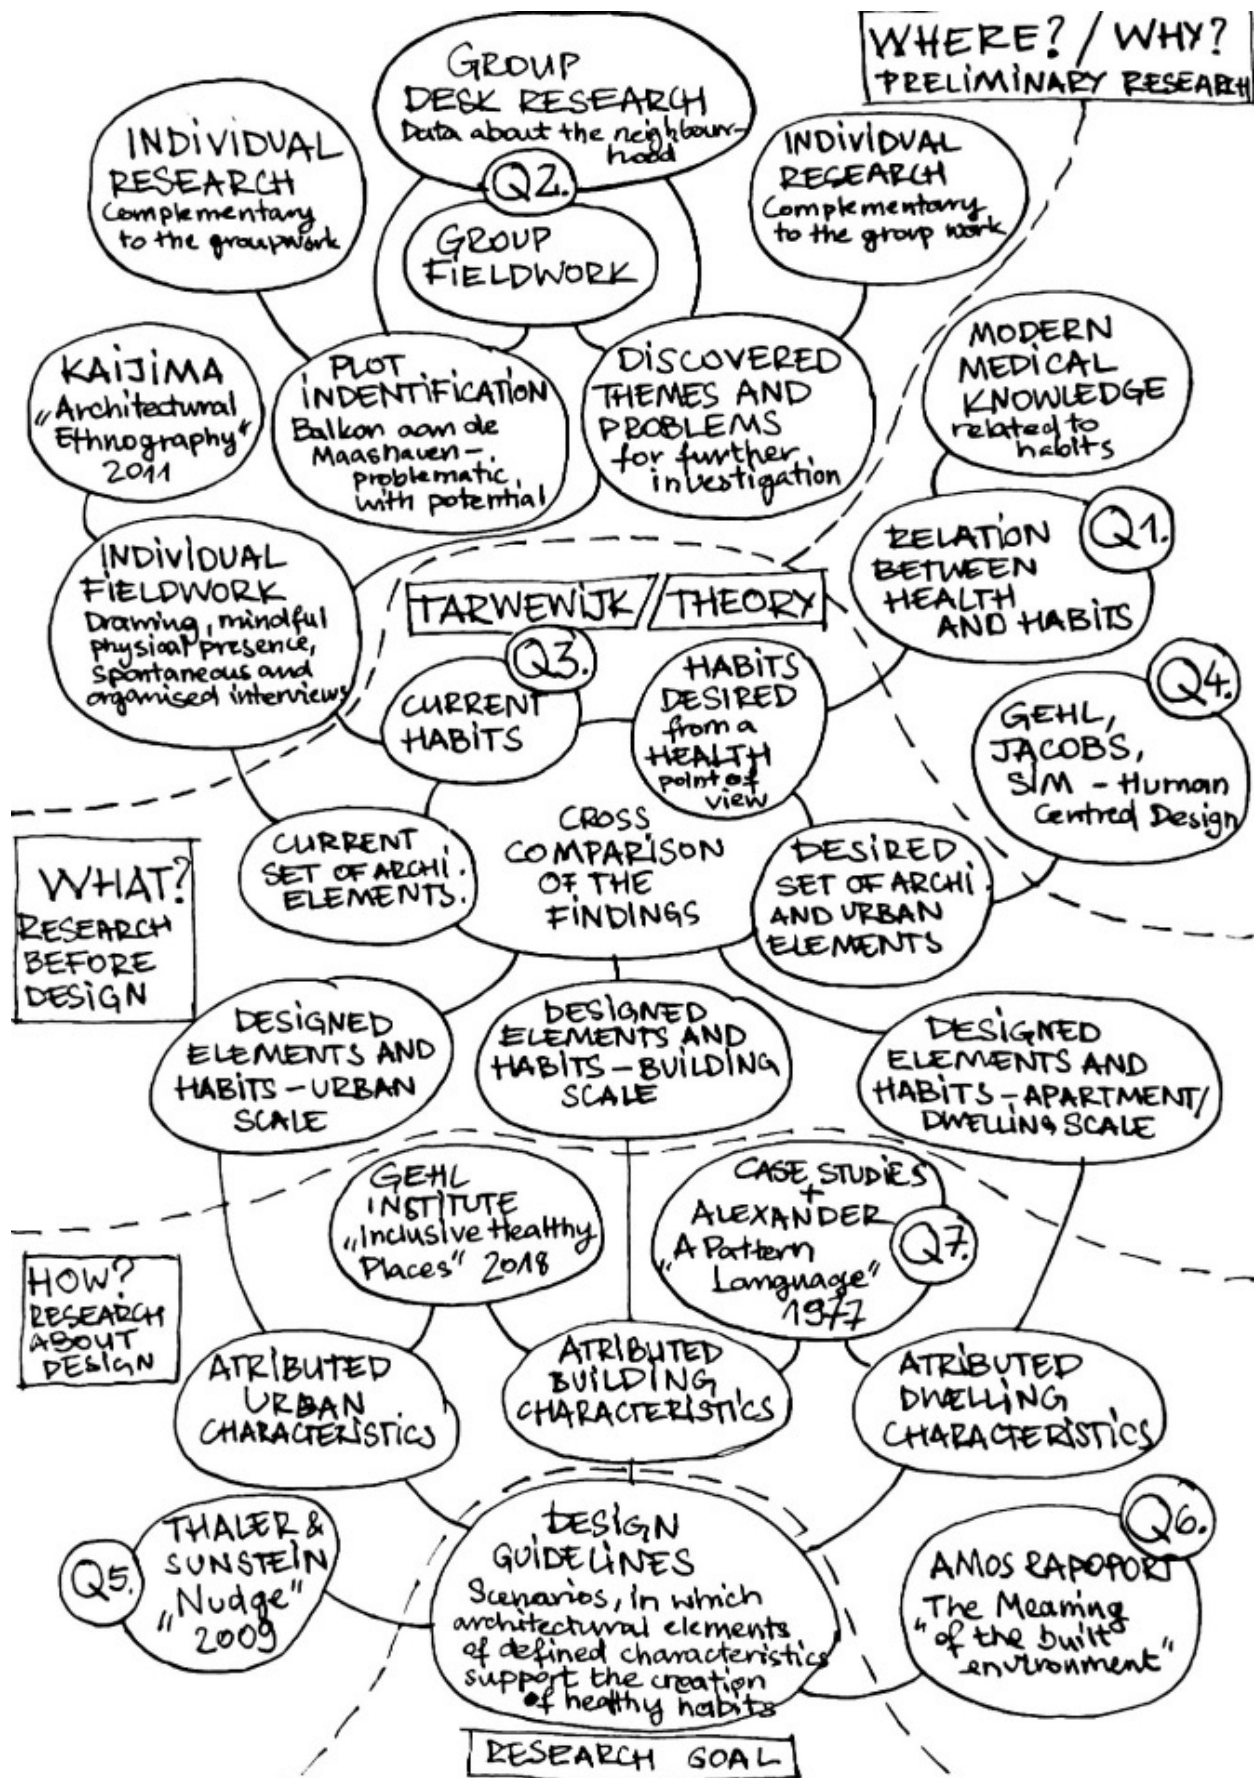 WHERE? / WHY?
PRELIMINARY RESEARCH
GROUP
DESK RESEARCH
Data about the neighbour-
hood
Q2.
GROUP
FIELDWORK
INDIVIDUAL
RESEARCH
Complementary
to the groupwork
INDIVIDUAL
RESEARCH
Complementary
to the group work
KAIJIMA
„Architectural
Ethnography"
2011
PLOT
INDENTIFICATION
Balkon aan de
Maashaven –
problematic,
with potential
DISCOVERED
THEMES AND
PROBLEMS
for further
investigation
MODERN
MEDICAL
KNOWLEDGE
related to
habits
Q1.
RELATION
BETWEEN
HEALTH
AND HABITS
INDIVIDUAL
FIELDWORK
Drawing, mindful
physical presence,
spontaneous and
organised interviews
TARWEWIJK / THEORY
Q3.
CURRENT
HABITS
HABITS
DESIRED
from a
HEALTH
point of
view
Q4.
GEHL,
JACOBS,
SIM – Human
Centred Design
CURRENT
SET OF ARCHI.
ELEMENTS.
CROSS
COMPARISON
OF THE
FINDINGS
DESIRED
SET OF ARCHI.
AND URBAN
ELEMENTS
WHAT?
RESEARCH
BEFORE
DESIGN
DESIGNED
ELEMENTS AND
HABITS – URBAN
SCALE
DESIGNED
ELEMENTS AND
HABITS – BUILDING
SCALE
DESIGNED
ELEMENTS AND
HABITS – APARTMENT/
DWELLING SCALE
GEHL
INSTITUTE
„Inclusive Healthy
Places" 2018
CASE STUDIES
+
ALEXANDER
„A Pattern
Language"
1977
Q7.
HOW?
RESEARCH
ABOUT
DESIGN
ATRIBUTED
URBAN
CHARACTERISTICS
ATRIBUTED
BUILDING
CHARACTERISTICS
ATRIBUTED
DWELLING
CHARACTERISTICS
Q5.
THALER &
SUNSTEIN
„Nudge"
2009
DESIGN
GUIDELINES
Scenarios, in which
architectural elements
of defined characteristics
support the creation
of healthy habits
Q6.
AMOS RAPOPORT
The Meaning
„of the built
environment"
RESEARCH GOAL